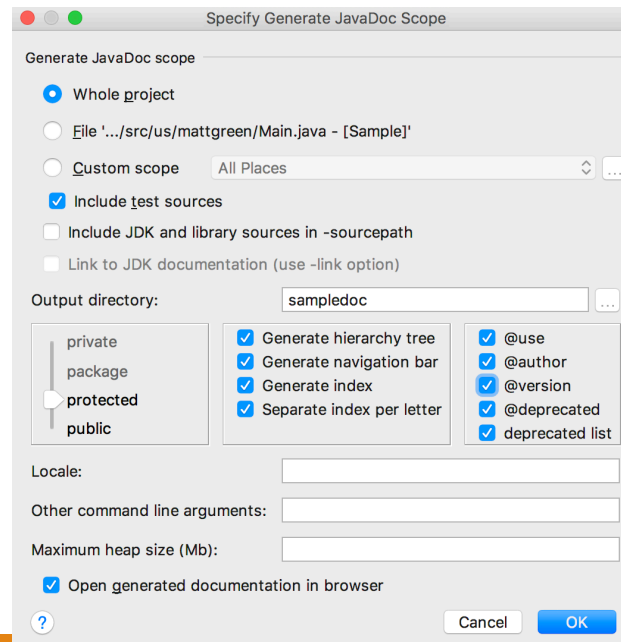 Specify Generate JavaDoc Scope
Generate JavaDoc scope
Whole project
File '.../src/us/mattgreen/Main.java - [Sample]'
Custom scope All Places ...
Include test sources
Include JDK and library sources in -sourcepath
Link to JDK documentation (use -link option)
Output directory: sampledoc ...
private
package
protected
public
Generate hierarchy tree
Generate navigation bar
Generate index
Separate index per letter
@use
@author
@version
@deprecated
deprecated list
Locale:
Other command line arguments:
Maximum heap size (Mb):
Open generated documentation in browser
? Cancel OK